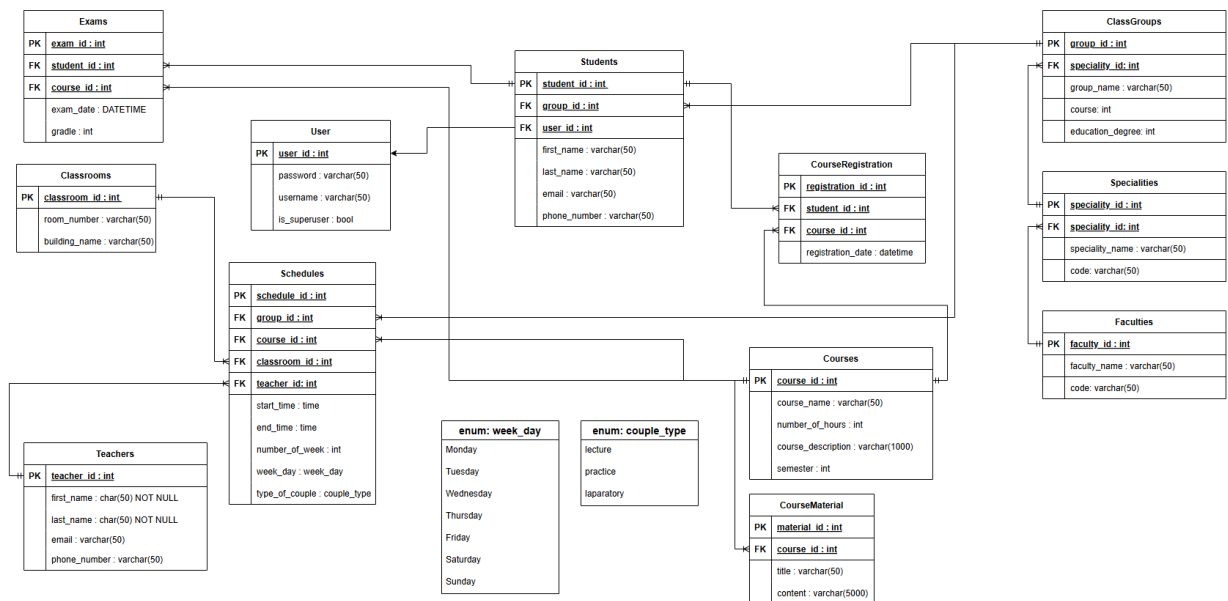 Exams
PK exam_id : int
FK student_id : int
FK course_id : int
exam_date : DATETIME
gradle : int
Classrooms
PK classroom_id : int
room_number : varchar(50)
building_name : varchar(50)
User
PK user_id : int
password : varchar(50)
username : varchar(50)
is_superuser : bool
Students
PK student_id : int
FK group_id : int
FK user_id : int
first_name : varchar(50)
last_name : varchar(50)
email : varchar(50)
phone_number : varchar(50)
CourseRegistration
PK registration_id : int
FK student_id : int
FK course_id : int
registration_date : datetime
ClassGroups
PK group_id : int
FK speciality_id: int
group_name : varchar(50)
course: int
education_degree: int
Specialities
PK speciality_id : int
FK speciality_id: int
speciality_name : varchar(50)
code: varchar(50)
Faculties
PK faculty_id : int
faculty_name : varchar(50)
code: varchar(50)
Schedules
PK schedule_id : int
FK group_id : int
FK course_id : int
FK classroom_id : int
FK teacher_id: int
start_time : time
end_time : time
number_of_week : int
week_day : week_day
type_of_couple : couple_type
Teachers
PK teacher_id : int
first_name : char(50) NOT NULL
last_name : char(50) NOT NULL
email : varchar(50)
phone_number : varchar(50)
enum: week_day
Monday
Tuesday
Wednesday
Thursday
Friday
Saturday
Sunday
enum: couple_type
lecture
practice
laparatory
Courses
PK course_id : int
course_name : varchar(50)
number_of_hours : int
course_description : varchar(1000)
semester : int
CourseMaterial
PK material_id : int
FK course_id : int
title : varchar(50)
content : varchar(5000)